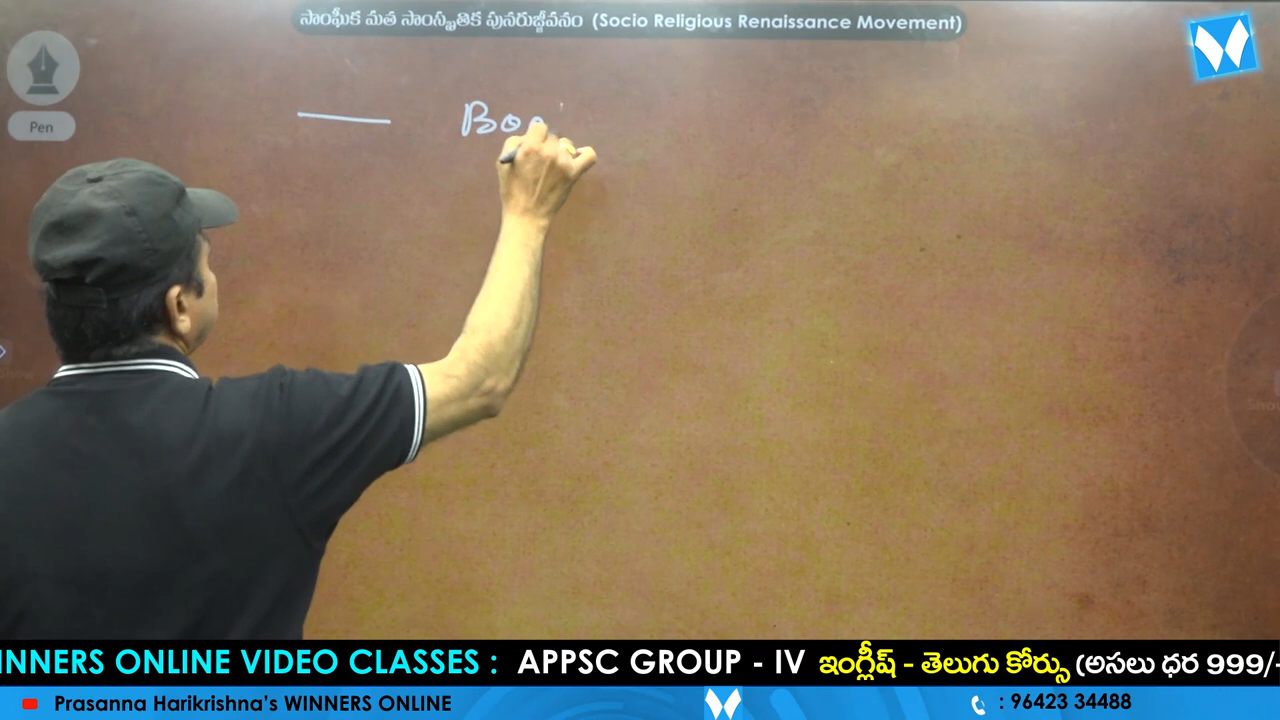 సాంఘీక మత సాంస్కృతిక పునరుజ్జీవనం (Socio Religious Renaissance Movement)
Pen
Boo
INNERS ONLINE VIDEO CLASSES : APPSC GROUP - IV ఇంగ్లీష్ - తెలుగు కోర్సు (అసలు ధర 999/-
Prasanna Harikrishna's WINNERS ONLINE : 96423 34488